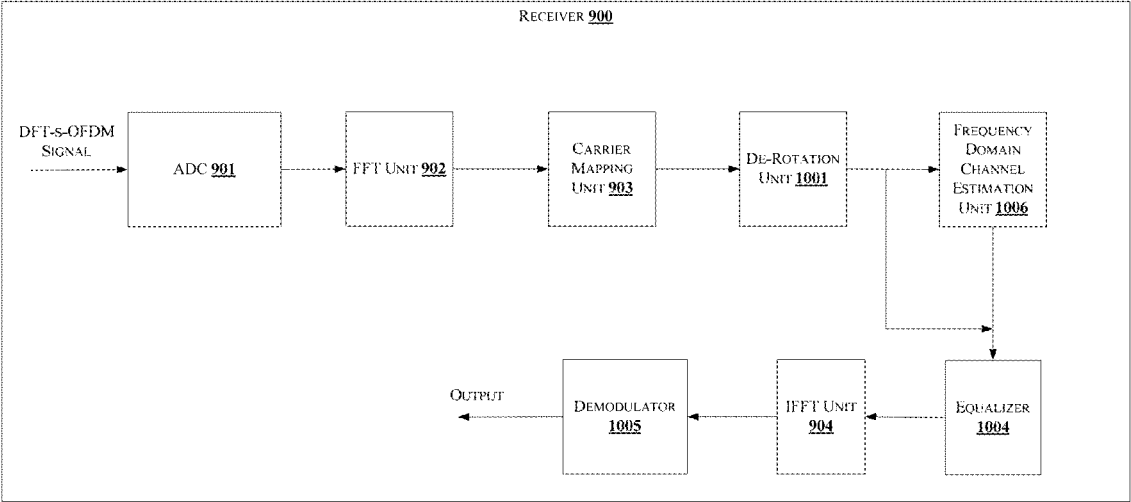 RECEIVER 900
DFT-S-OFDM
SIGNAL
ADC 901
FFT UNIT 902
CARRIER
MAPPING
UNIT 903
DE-ROTATION
UNIT 1001
FREQUENCY
DOMAIN
CHANNEL
ESTIMATION
UNIT 1006
OUTPUT
DEMODULATOR
1005
IFFT UNIT
904
EQUALIZER
1004